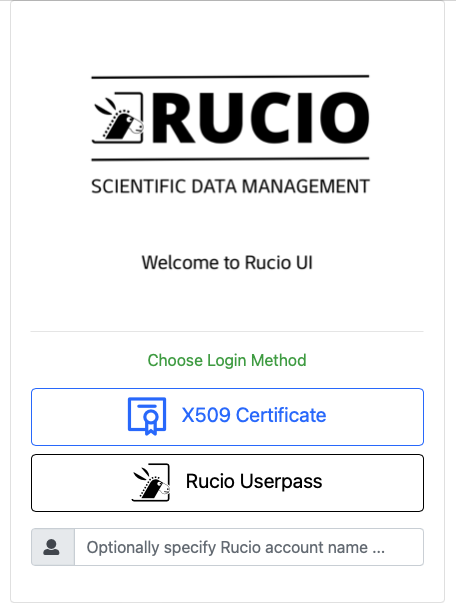 RUCIO
SCIENTIFIC DATA MANAGEMENT
Welcome to Rucio UI
Choose Login Method
X509 Certificate
Rucio Userpass
Optionally specify Rucio account name ...